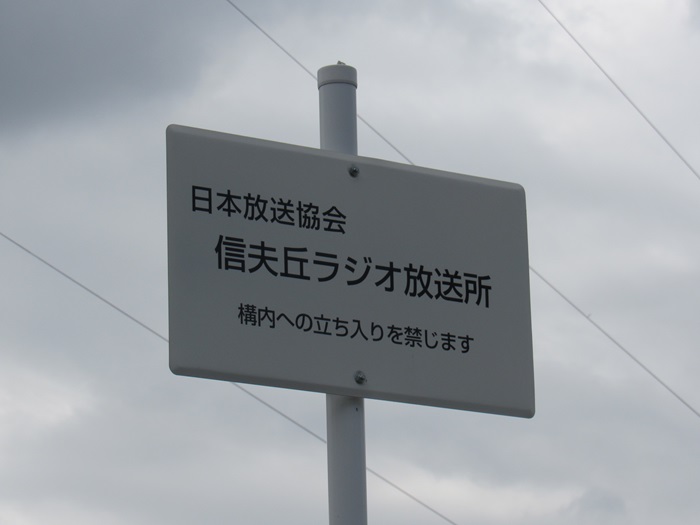 日本放送協会
信夫丘ラジオ放送所
構内への立ち入りを禁じます